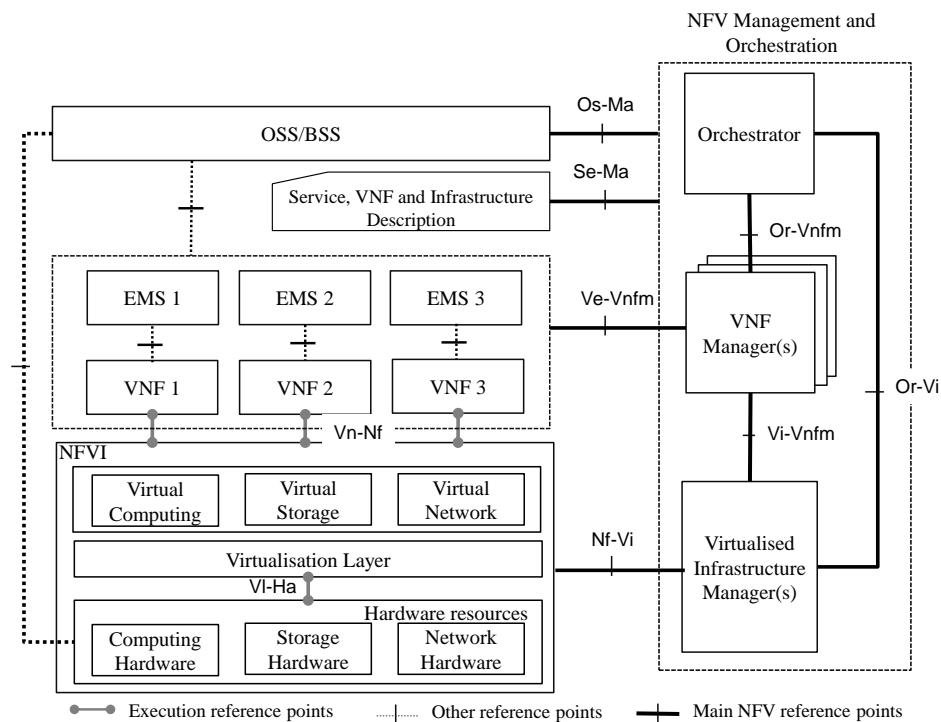 NFV Management and
Orchestration
Os-Ma
OSS/BSS
Orchestrator
Se-Ma
Service, VNF and Infrastructure
Description
Or-Vnfm
EMS 1
EMS 2
EMS 3
Ve-Vnfm
VNF
Manager(s)
VNF 1
VNF 2
VNF 3
Or-Vi
Vn-Nf
Vi-Vnfm
NFVI
Virtual
Computing
Virtual
Storage
Virtual
Network
Nf-Vi
Virtualised
Infrastructure
Manager(s)
Virtualisation Layer
Vl-Ha
Hardware resources
Computing
Hardware
Storage
Hardware
Network
Hardware
Execution reference points
Other reference points
Main NFV reference points